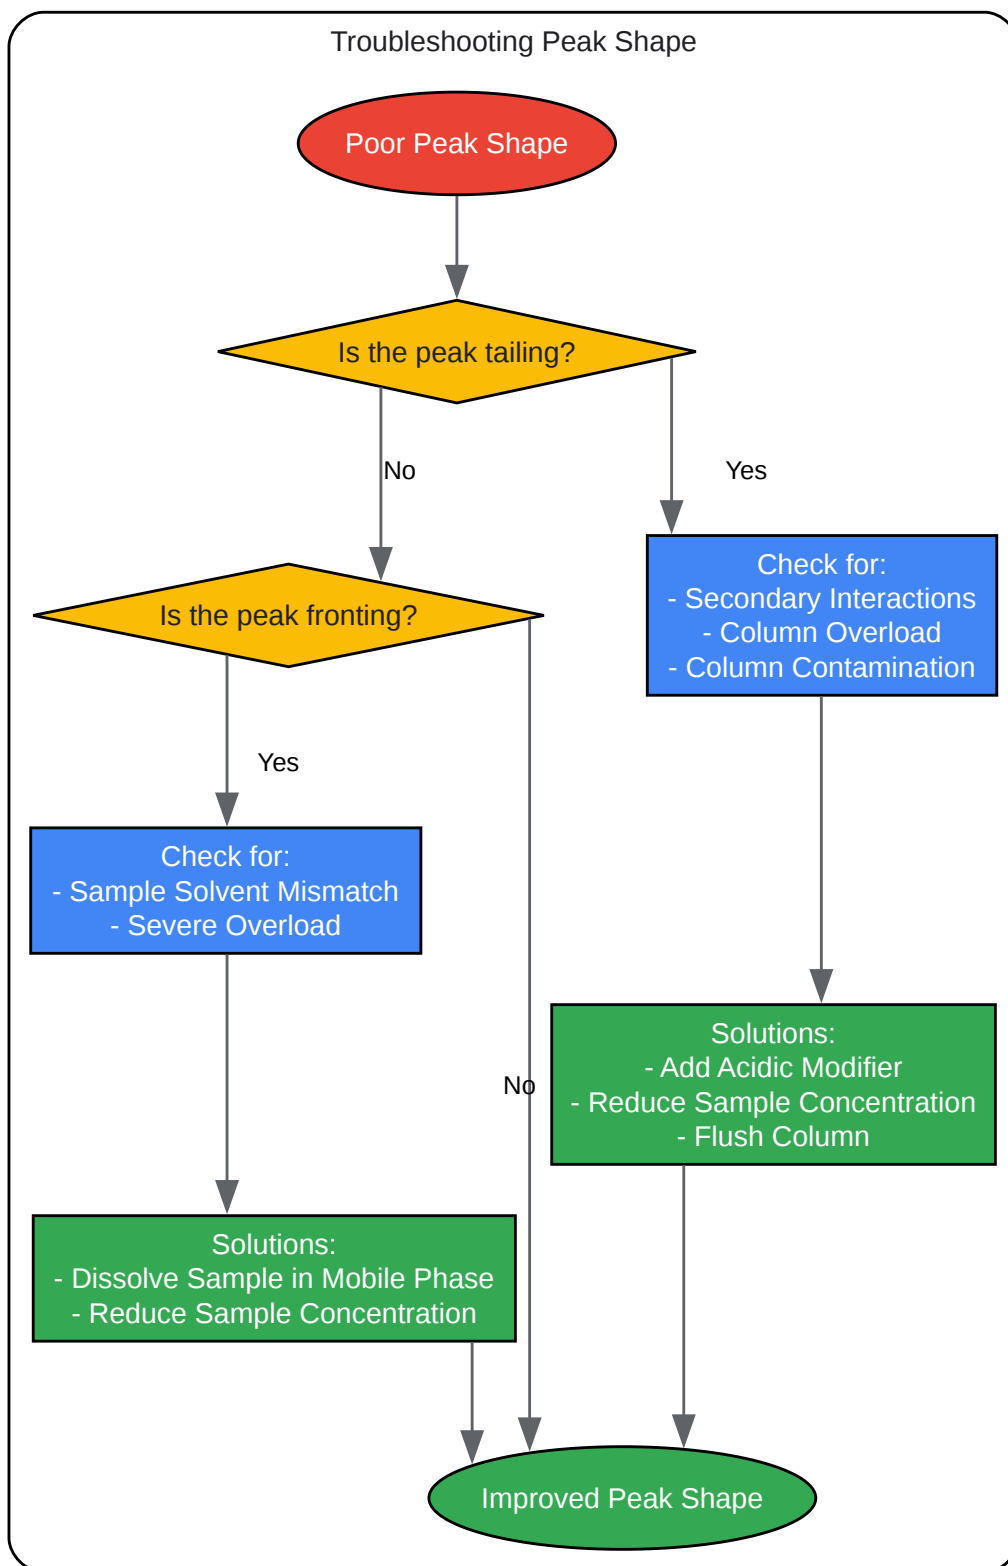 Troubleshooting Peak Shape
Poor Peak Shape
Is the peak tailing?
No
Yes
Is the peak fronting?
Check for:
- Secondary Interactions
- Column Overload
- Column Contamination
Yes
Check for:
- Sample Solvent Mismatch
- Severe Overload
No
Solutions:
- Add Acidic Modifier
- Reduce Sample Concentration
- Flush Column
Solutions:
- Dissolve Sample in Mobile Phase
- Reduce Sample Concentration
Improved Peak Shape